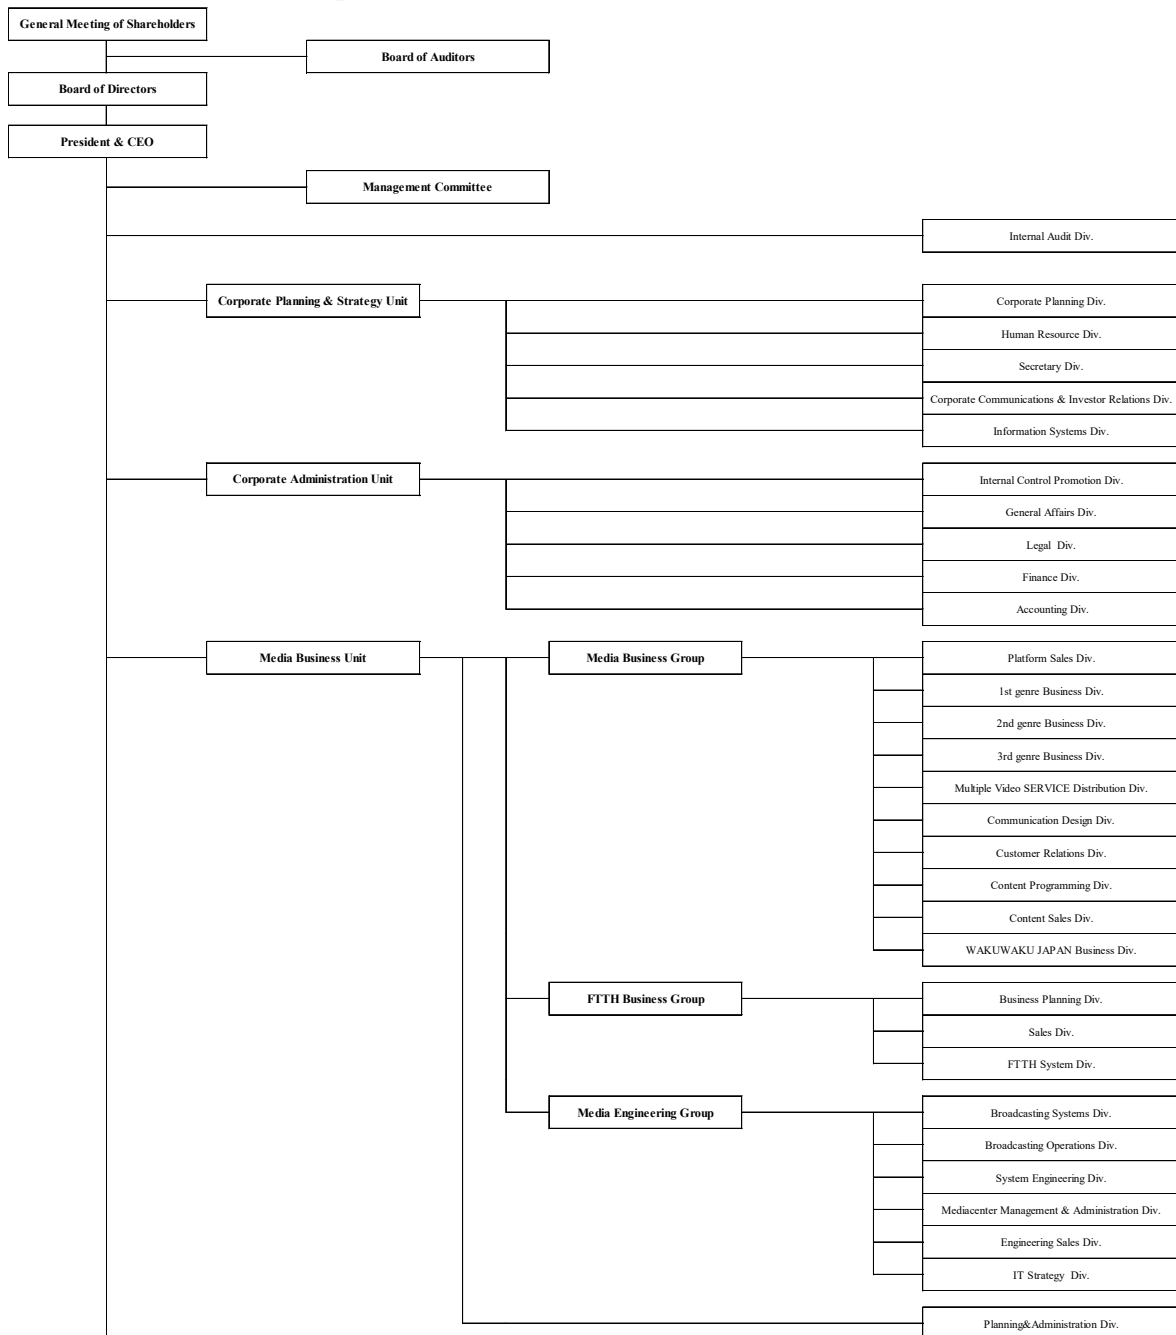 General Meeting of Shareholders
Board of Auditors
Board of Directors
President & CEO
Management Committee
Internal Audit Div.
Corporate Planning & Strategy Unit
Corporate Planning Div.
Human Resource Div.
Secretary Div.
Corporate Communications & Investor Relations Div.
Information Systems Div.
Corporate Administration Unit
Internal Control Promotion Div.
General Affairs Div.
Legal Div.
Finance Div.
Accounting Div.
Media Business Unit
Media Business Group
Platform Sales Div.
1st genre Business Div.
2nd genre Business Div.
3rd genre Business Div.
Multiple Video SERVICE Distribution Div.
Communication Design Div.
Customer Relations Div.
Content Programming Div.
Content Sales Div.
WAKUWAKU JAPAN Business Div.
FTTH Business Group
Business Planning Div.
Sales Div.
FTTH System Div.
Media Engineering Group
Broadcasting Systems Div.
Broadcasting Operations Div.
System Engineering Div.
Mediacenter Management & Administration Div.
Engineering Sales Div.
IT Strategy Div.
Planning&Administration Div.